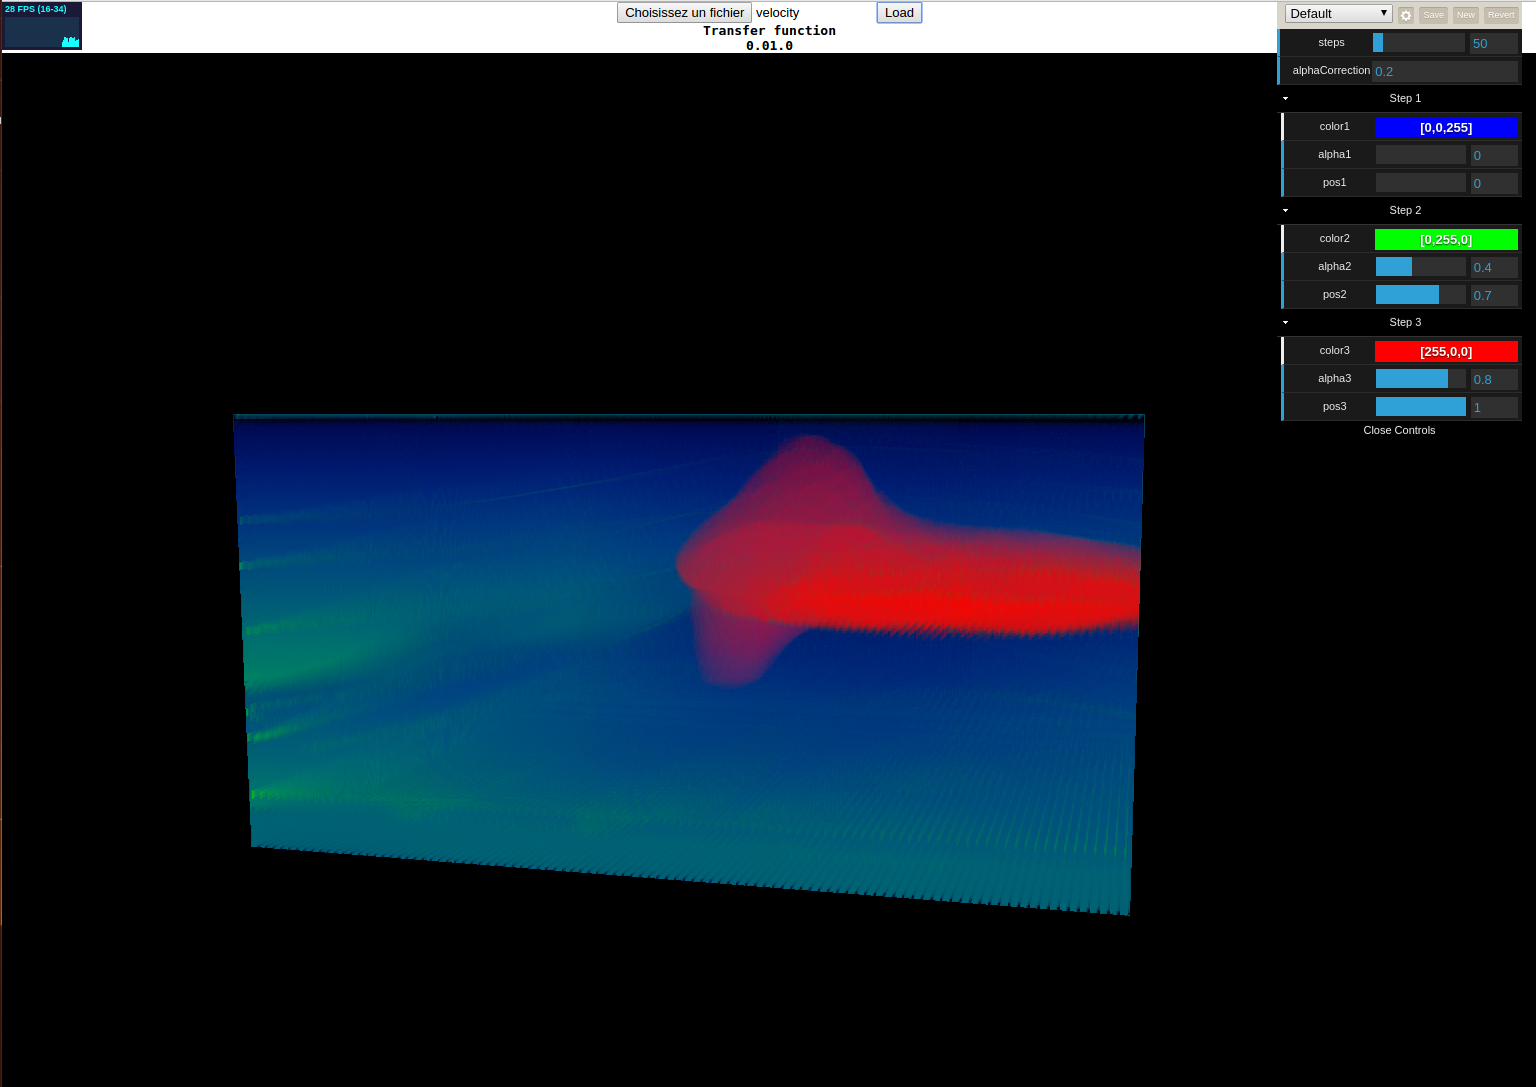 28 FPS (16-34)
Choisissez un fichier velocity Load
Transfer function
0.01.0
Default Save New Revert
steps 50
alphaCorrection 0.2
Step 1
color1 [0,0,255]
alpha1 0
pos1 0
Step 2
color2 [0,255,0]
alpha2 0.4
pos2 0.7
Step 3
color3 [255,0,0]
alpha3 0.8
pos3 1
Close Controls